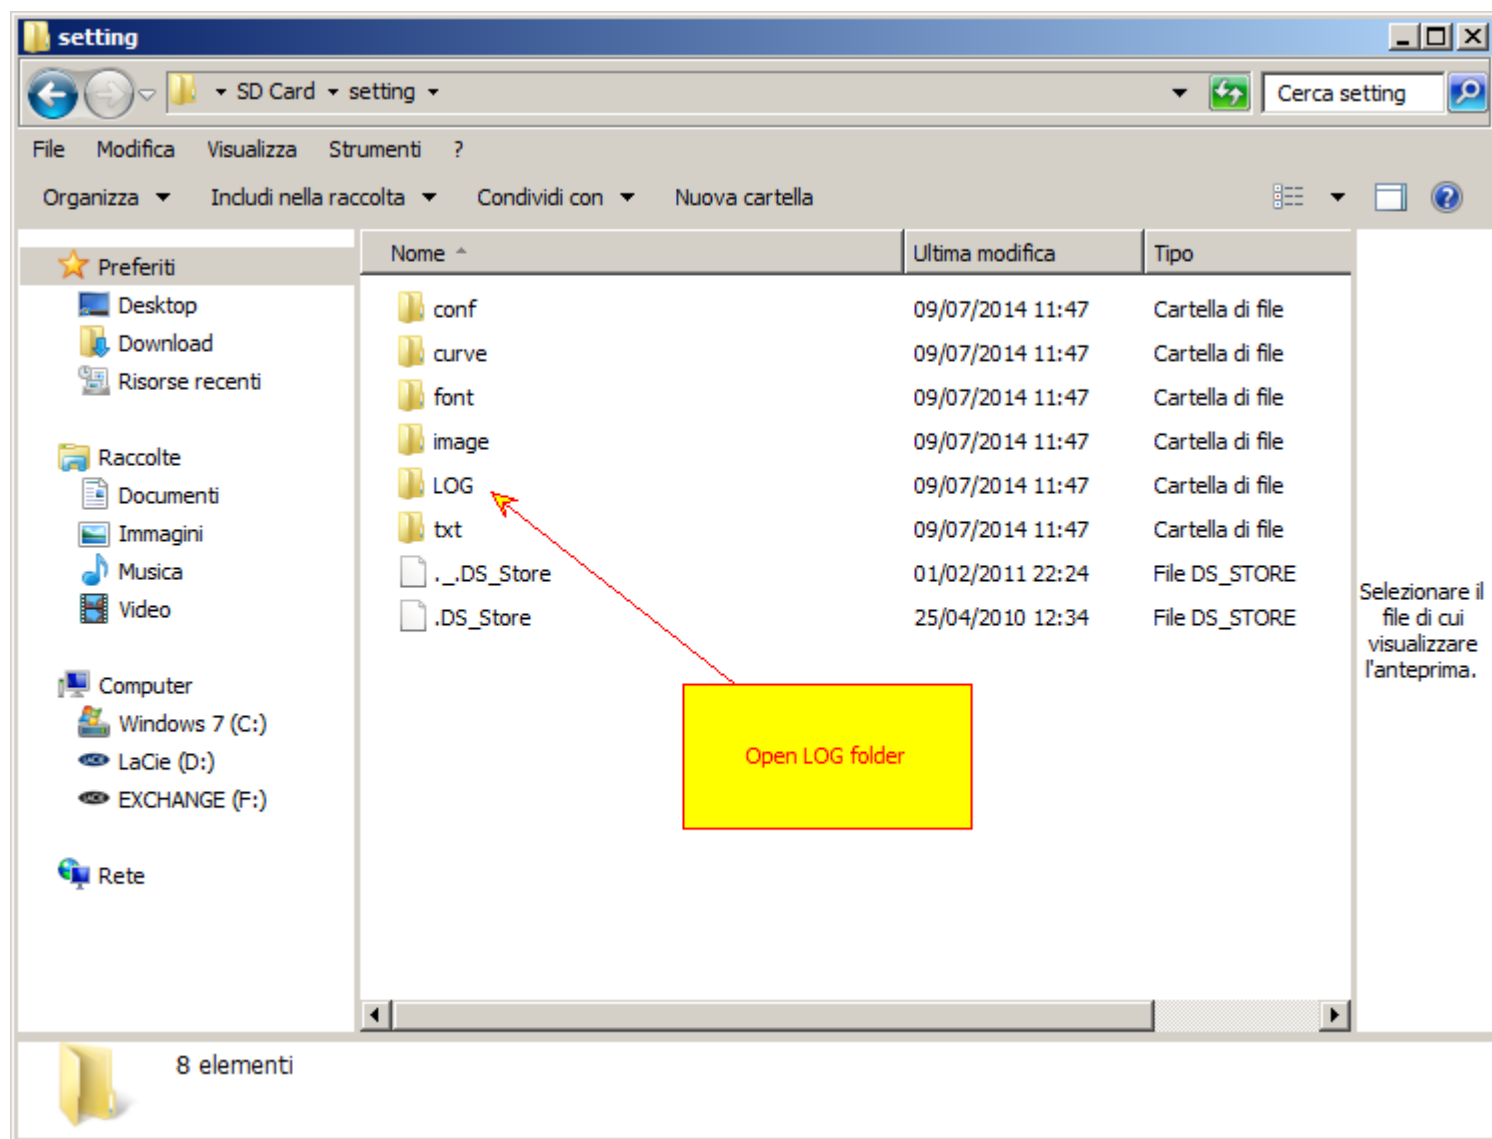 setting
SD Card setting
Cerca setting
File Modifica Visualizza Strumenti ?
Organizza Includi nella raccolta Condividi con Nuova cartella
Preferiti
Desktop
Download
Risorse recenti
Raccolte
Documenti
Immagini
Musica
Video
Computer
Windows 7 (C:)
LaCie (D:)
EXCHANGE (F:)
Rete
Nome Ultima modifica Tipo
conf 09/07/2014 11:47 Cartella di file
curve 09/07/2014 11:47 Cartella di file
font 09/07/2014 11:47 Cartella di file
image 09/07/2014 11:47 Cartella di file
LOG 09/07/2014 11:47 Cartella di file
txt 09/07/2014 11:47 Cartella di file
._.DS_Store 01/02/2011 22:24 File DS_STORE
.DS_Store 25/04/2010 12:34 File DS_STORE
Open LOG folder
Selezionare il
file di cui
visualizzare
l'anteprima.
8 elementi